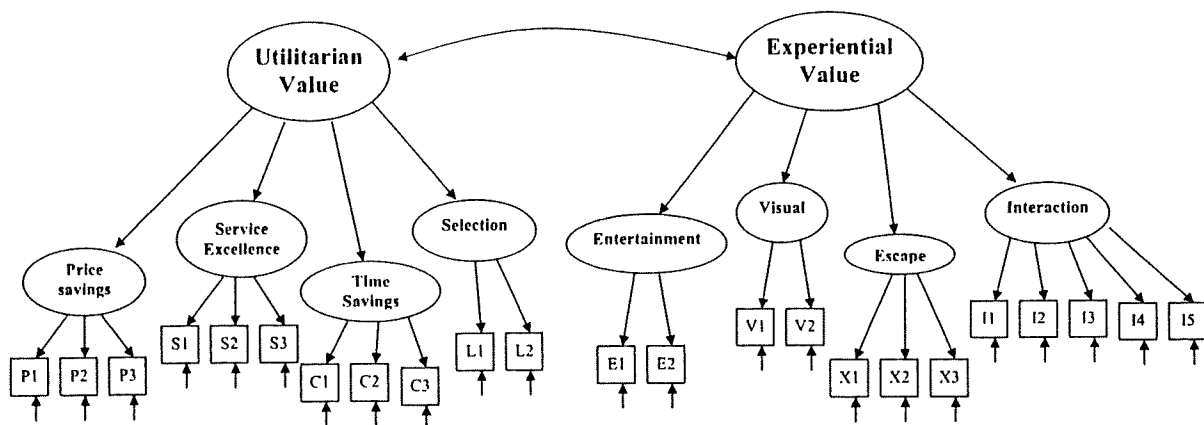 Utilitarian
Value
Experiential
Value
Price
savings
Service
Excellence
Time
Savings
Selection
Entertainment
Visual
Escape
Interaction
P1
P2
P3
S1
S2
S3
C1
C2
C3
L1
L2
E1
E2
V1
V2
X1
X2
X3
I1
I2
I3
I4
I5